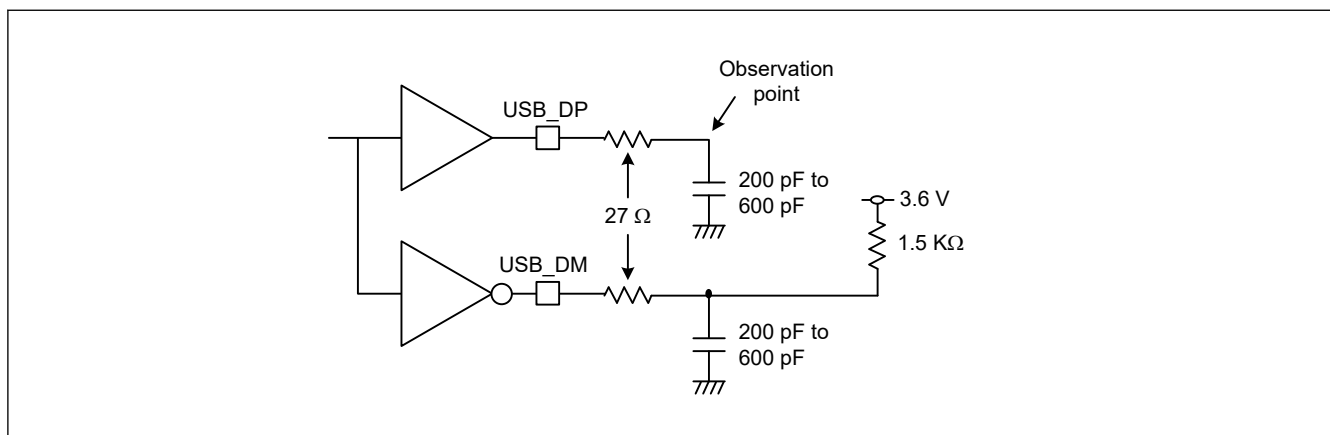 Observation
point
USB_DP
200 pF to
600 pF
27 Ω
3.6 V
1.5 KΩ
USB_DM
200 pF to
600 pF